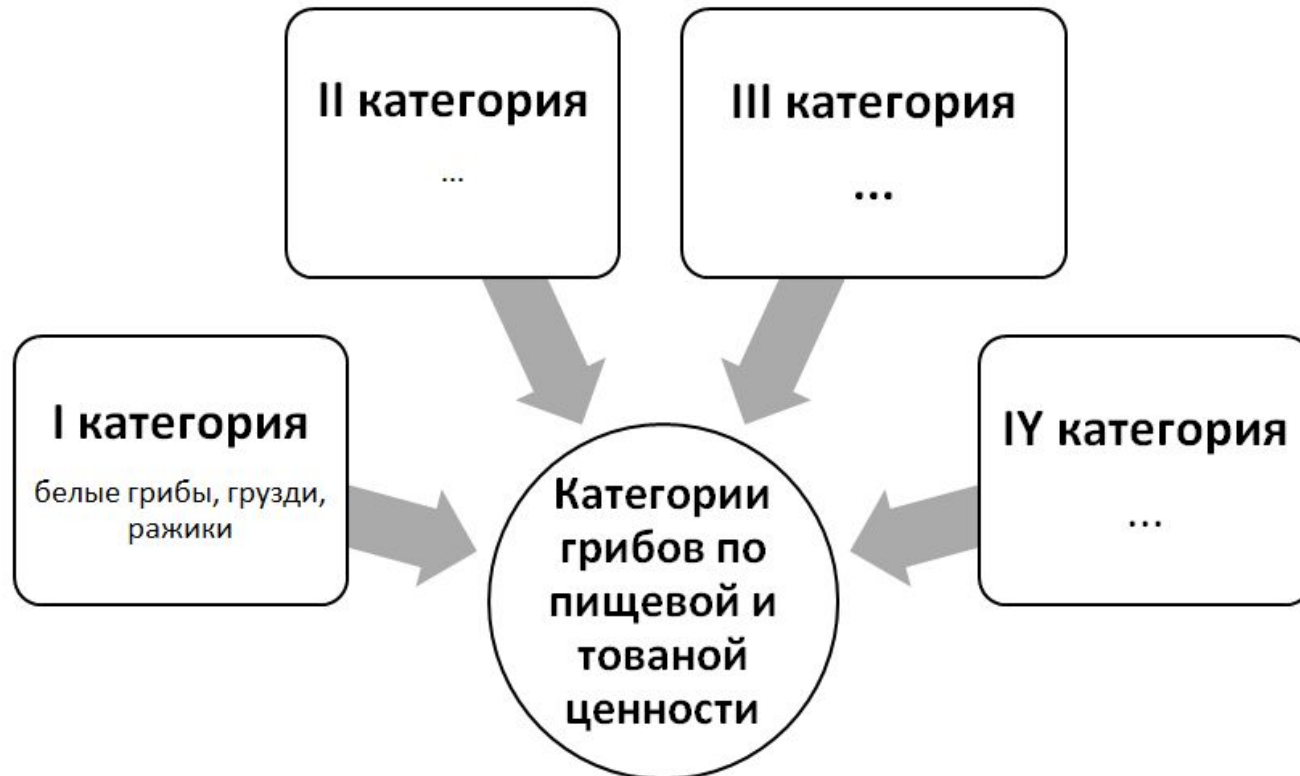 II категория
...
III категория
...
I категория
белые грибы, грузди,
ражики
IY категория
...
Категории
грибов по
пищевой и
тованой
ценности